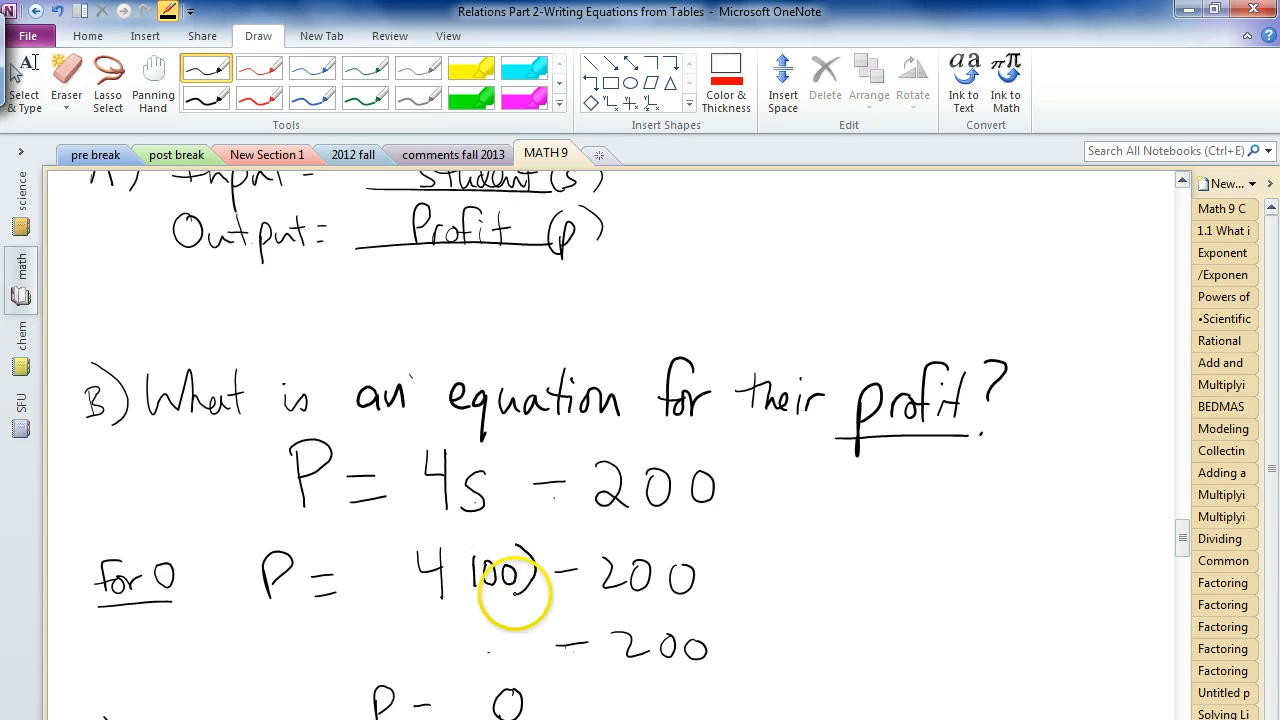 Relations Part 2-Writing Equations from Tables - Microsoft OneNote
File Home Insert Share Draw New Tab Review View
Select & Type
Eraser
Lasso Select
Panning Hand
Color & Thickness
Insert Space
Delete
Arrange
Rotate
Ink to Text
Ink to Math
Tools Insert Shapes Edit Convert
pre break post break New Section 1 2012 fall comments fall 2013 MATH 9
Search All Notebooks (Ctrl+E)
science
math
chem
SFU
A) Input = student(s)
Output = Profit (p)
B) What is an equation for their profit?
P = 4s - 200
For 0 P = 4 100) - 200
- 200
P - 0
New...
Math 9 C
1.1 What i
Exponent
/Exponen
Powers of
•Scientific
Rational
Add and
Multiplyi
BEDMAS
Modeling
Collectin
Adding a
Multiplyi
Dividing
Common
Factoring
Factoring
Factoring
Factoring
Factoring
Untitled p
Solving Li